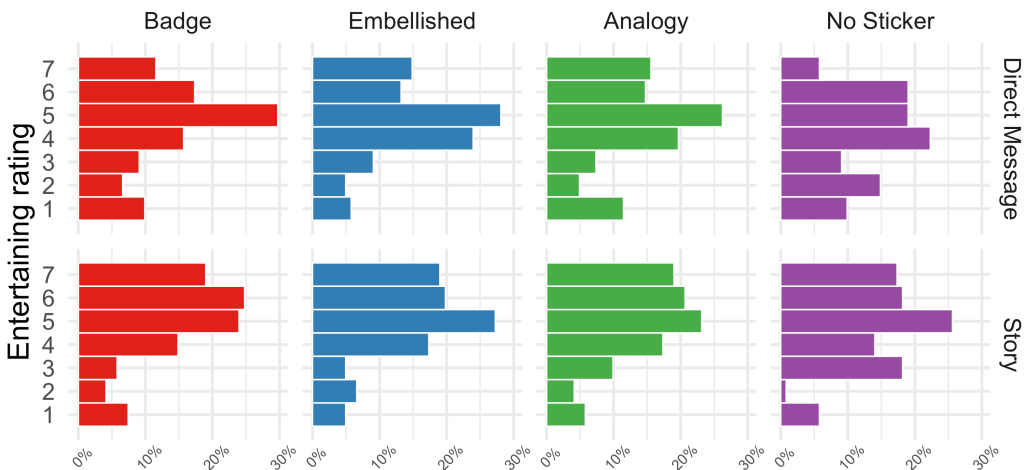 Badge Embellished Analogy No Sticker
Entertaining rating
7
6
5
4
3
2
1
Direct Message
7
6
5
4
3
2
1
Story
0% 10% 20% 30% 0% 10% 20% 30% 0% 10% 20% 30% 0% 10% 20% 30%